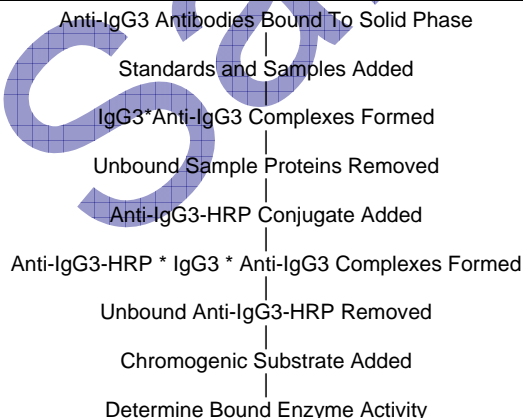 Anti-IgG3 Antibodies Bound To Solid Phase
Standards and Samples Added
IgG3*Anti-IgG3 Complexes Formed
Unbound Sample Proteins Removed
Anti-IgG3-HRP Conjugate Added
Anti-IgG3-HRP * IgG3 * Anti-IgG3 Complexes Formed
Unbound Anti-IgG3-HRP Removed
Chromogenic Substrate Added
Determine Bound Enzyme Activity